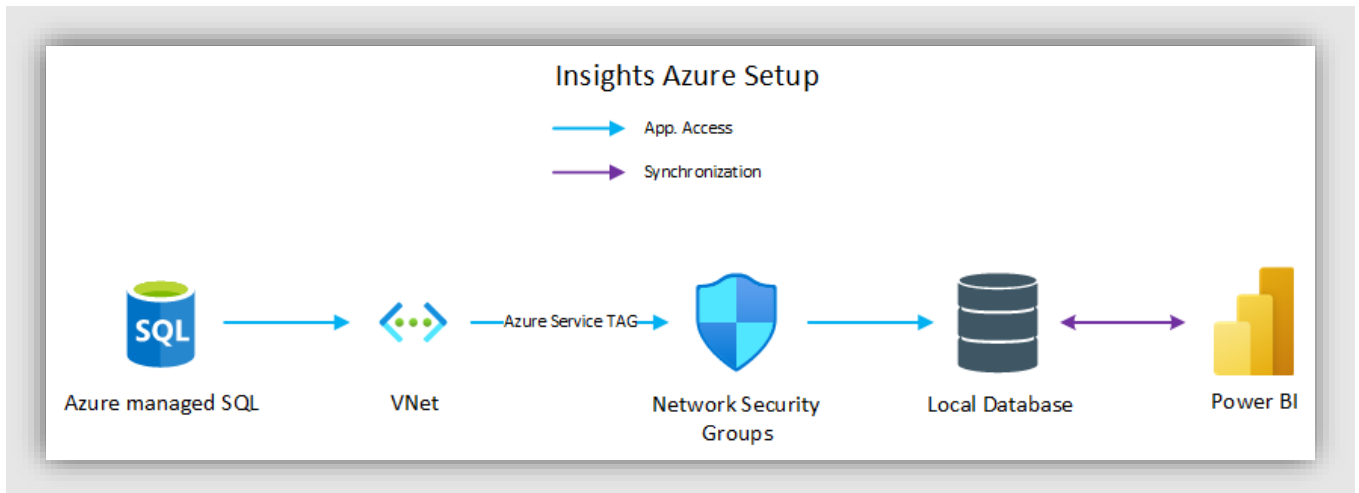 Insights Azure Setup
App. Access
Synchronization
SQL
Azure Service TAG
Azure managed SQL
VNet
Network Security
Groups
Local Database
Power BI